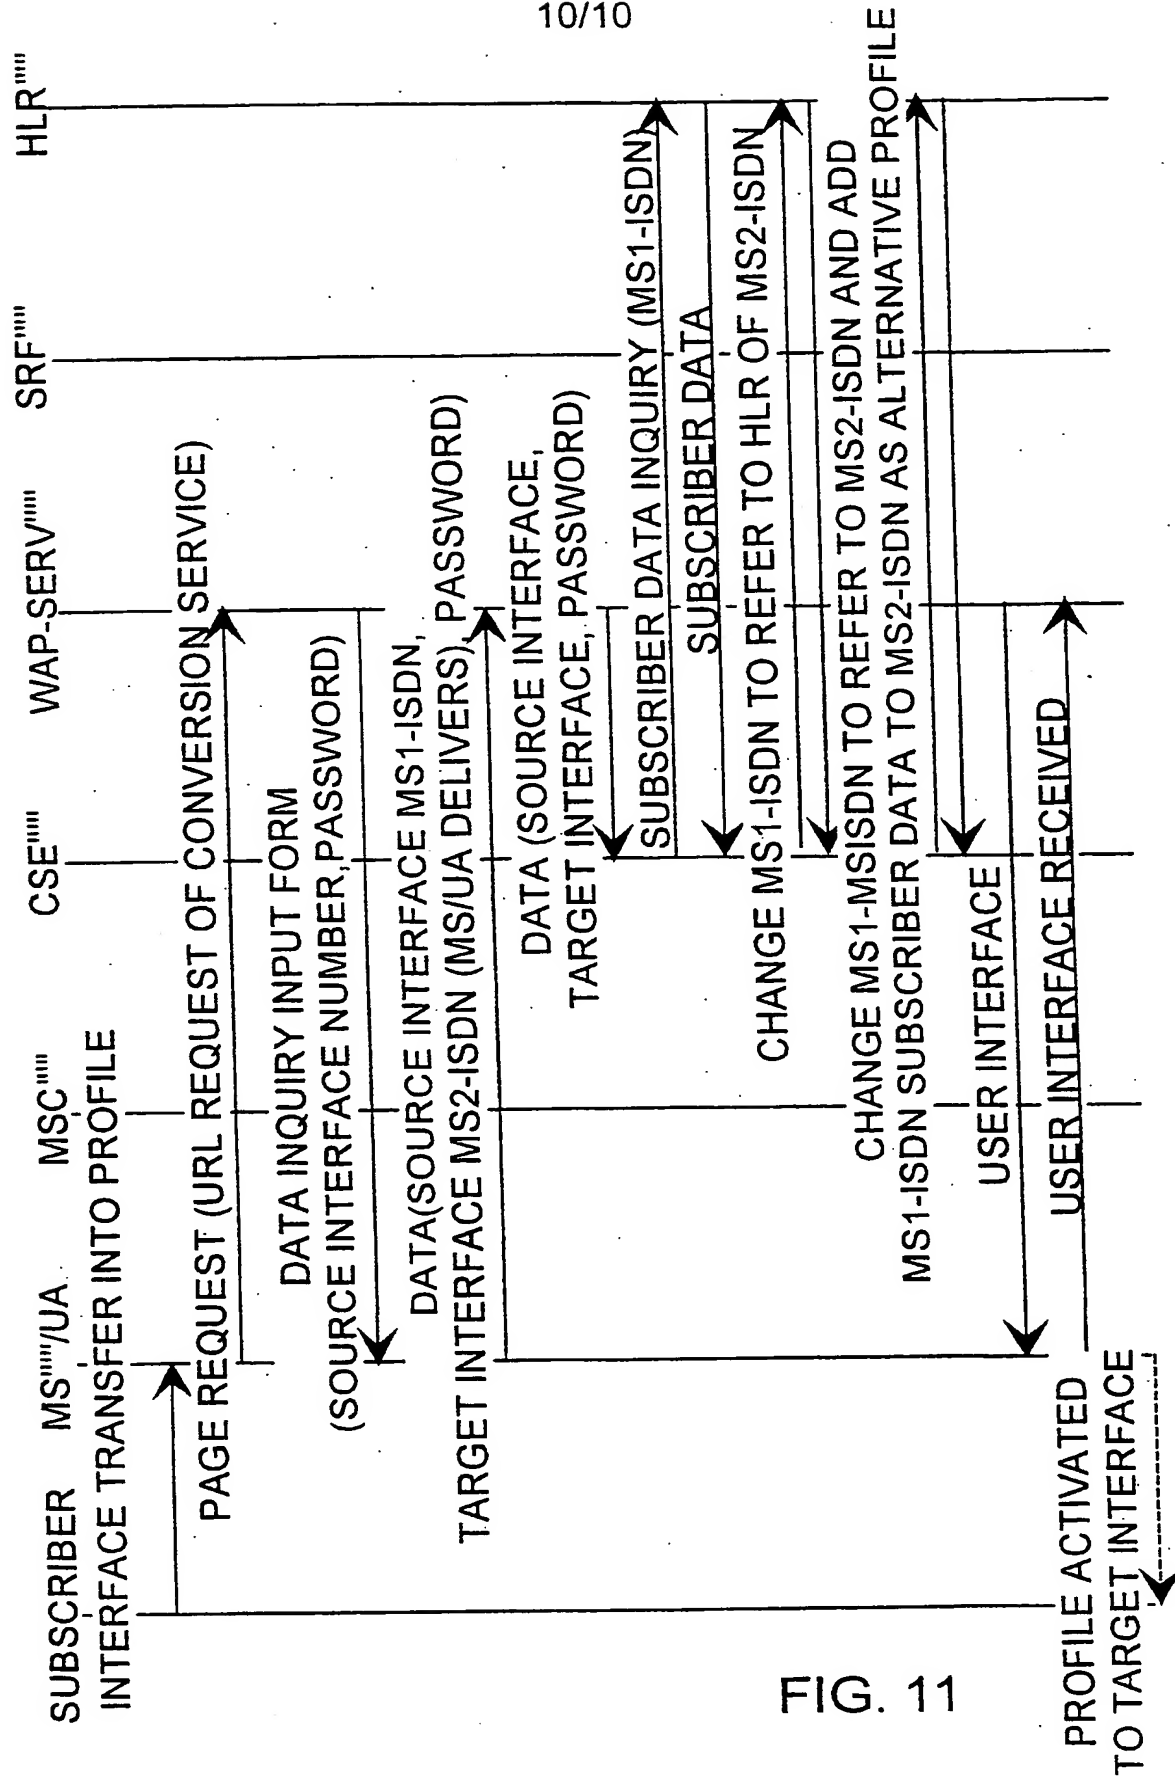 10/10
SUBSCRIBER MS"""/UA MSC""" CSE""" WAP-SERV""" SRF""" HLR"""
INTERFACE TRANSFER INTO PROFILE
PAGE REQUEST (URL REQUEST OF CONVERSION SERVICE)
DATA INQUIRY INPUT FORM
(SOURCE INTERFACE NUMBER, PASSWORD)
DATA(SOURCE INTERFACE MS1-ISDN,
TARGET INTERFACE MS2-ISDN (MS/UA DELIVERS), PASSWORD)
DATA (SOURCE INTERFACE,
TARGET INTERFACE, PASSWORD)
SUBSCRIBER DATA INQUIRY (MS1-ISDN)
SUBSCRIBER DATA
CHANGE MS1-ISDN TO REFER TO HLR OF MS2-ISDN
CHANGE MS1-MSISDN TO REFER TO MS2-ISDN AND ADD
MS1-ISDN SUBSCRIBER DATA TO MS2-ISDN AS ALTERNATIVE PROFILE
USER INTERFACE
USER INTERFACE RECEIVED
PROFILE ACTIVATED
TO TARGET INTERFACE
FIG. 11